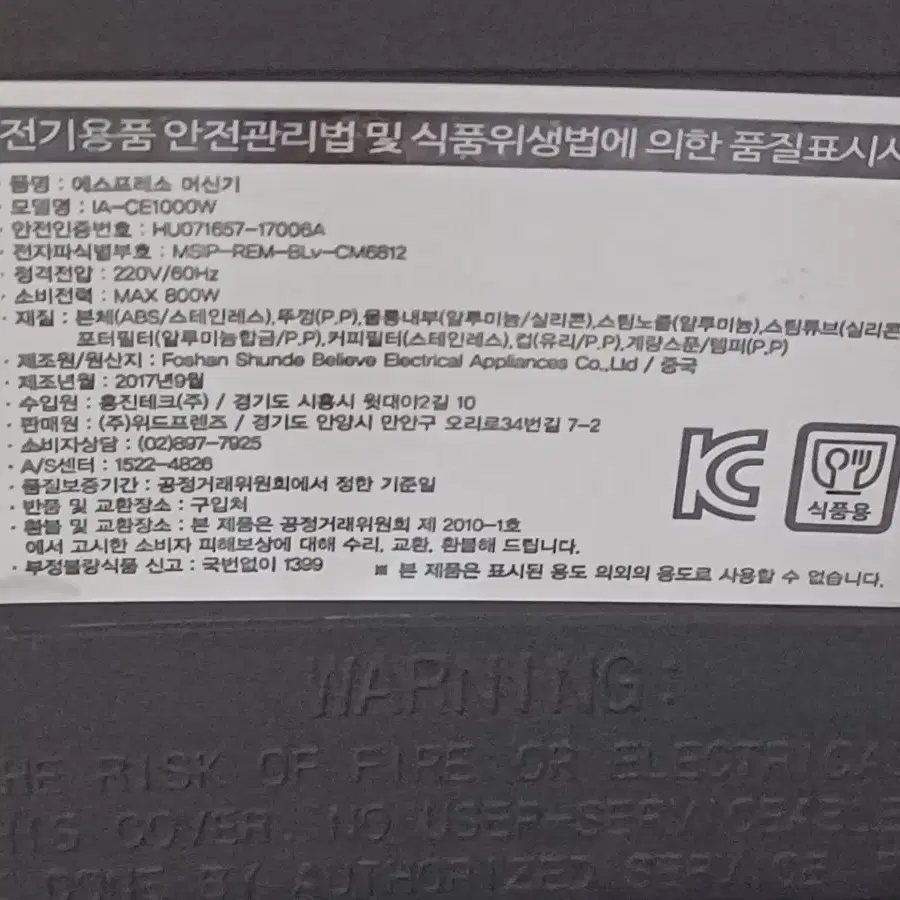 전기용품 안전관리법 및 식품위생법에 의한 품질표시사
· 품명 : 에스프레소 머신기
· 모델명 : IA-CE1000W
· 안전인증번호 : HU071657-17006A
· 전자파식별부호 : MSIP-REM-BLv-CM6812
· 정격전압 : 220V/60Hz
· 소비전력 : MAX 800W
· 재질 : 본체(ABS/스테인레스),뚜껑(P.P),물통내부(알루미늄/실리콘),스팀노즐(알루미늄),스팀튜브(실리콘
포터필터(알루미늄합금/P.P),커피필터(스테인레스),컵(유리/P.P),계량스푼/템퍼(P.P)
· 제조원/원산지 : Foshan Shunde Believe Electrical Appliances Co.,Ltd / 중국
· 제조년월 : 2017년9월
· 수입원 : 흥진테크(주) / 경기도 시흥시 윗대야2길 10
· 판매원 : (주)위드프렌즈 / 경기도 안양시 만안구 오리로34번길 7-2
· 소비자상담 : (02)897-7925
· A/S센터 : 1522-4826
· 품질보증기간 : 공정거래위원회에서 정한 기준일
· 반품 및 교환장소 : 구입처
· 환불 및 교환장소 : 본 제품은 공정거래위원회 제 2010-1호
에서 고시한 소비자 피해보상에 대해 수리, 교환, 환불해 드립니다.
· 부정불량식품 신고 : 국번없이 1399
※ 본 제품은 표시된 용도 의외의 용도르 사용할 수 없습니다.
KC
식품용
WARNING:
HE RISK OF FIRE OR ELECTRICA
HIS COVER. NO USER-SERVICEABLE
DONE BY AUTHORIZED SERVICE